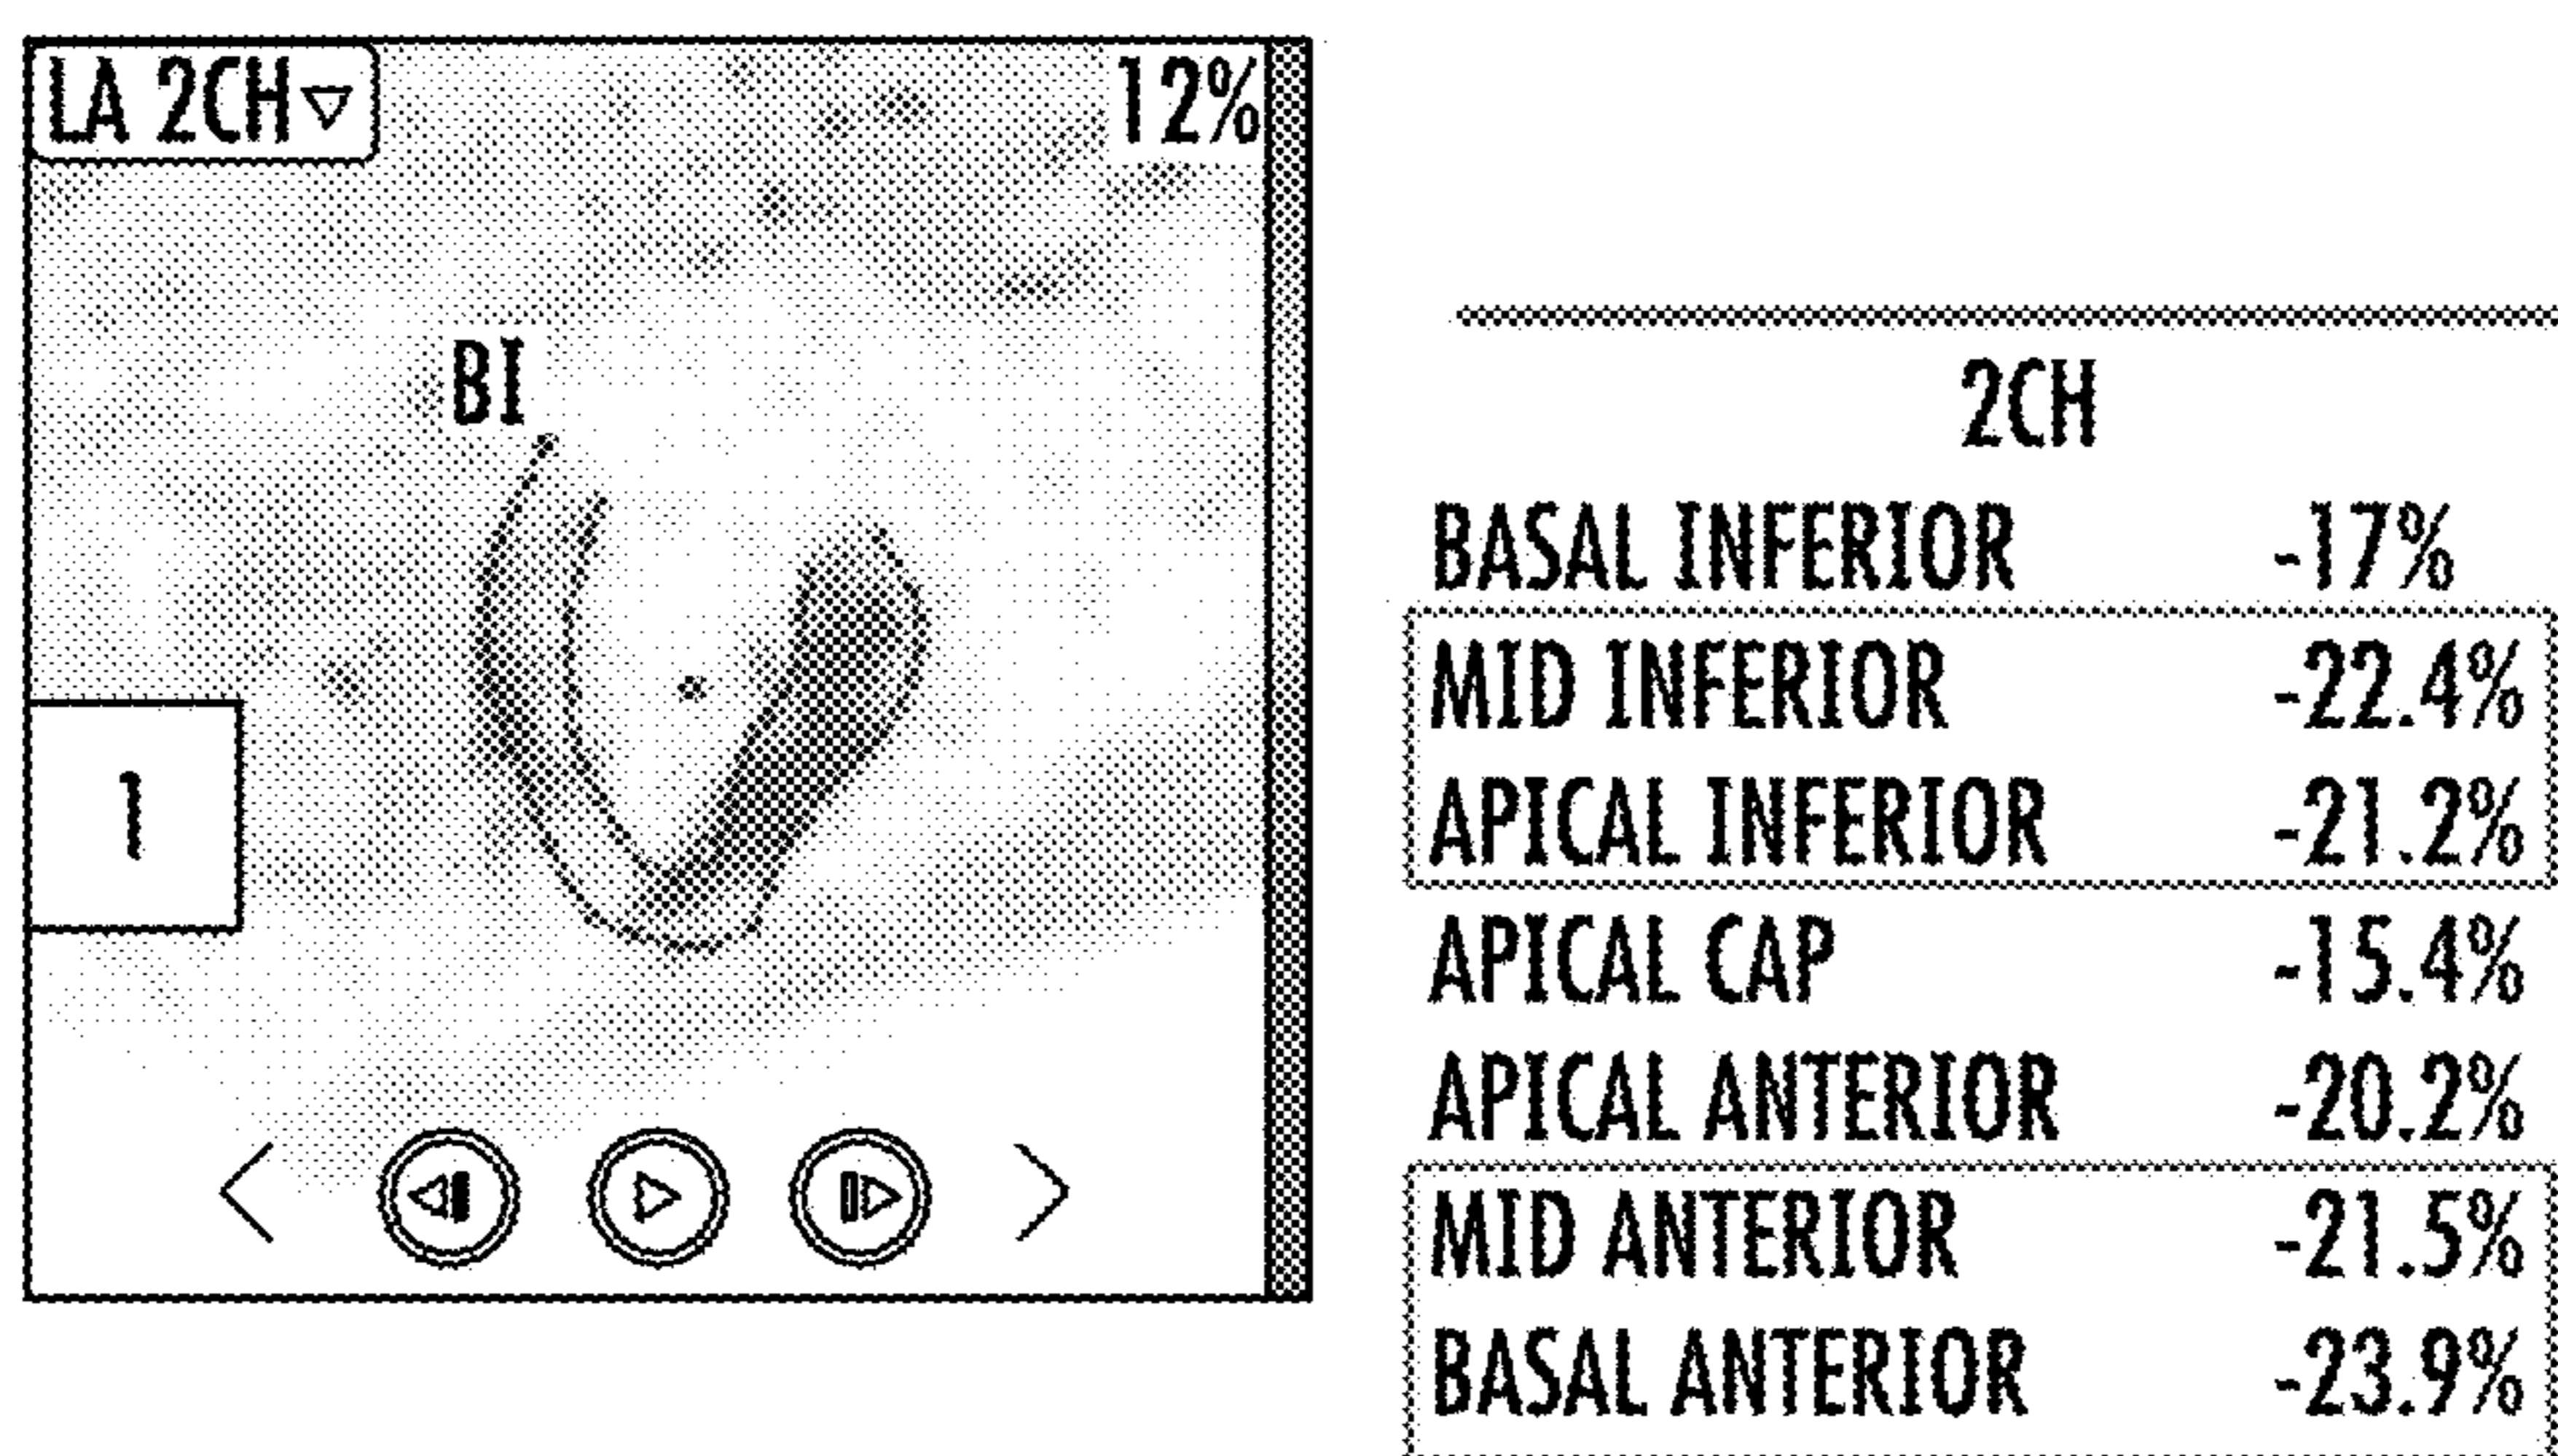 LA 2CH
12%
BI
1
2CH
BASAL INFERIOR -17%
MID INFERIOR -22.4%
APICAL INFERIOR -21.2%
APICAL CAP -15.4%
APICAL ANTERIOR -20.2%
MID ANTERIOR -21.5%
BASAL ANTERIOR -23.9%